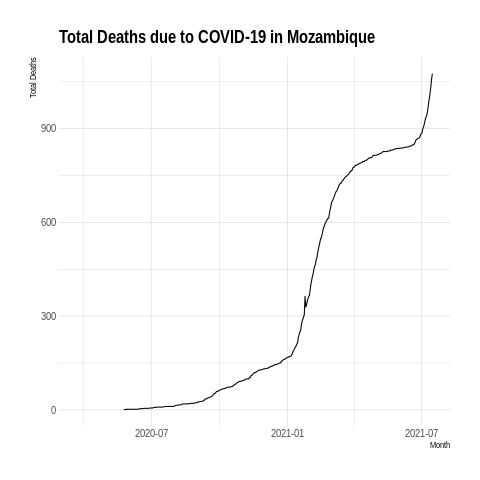 Total Deaths due to COVID-19 in Mozambique
Total Deaths
900
600
300
0
2020-07
2021-01
2021-07
Month